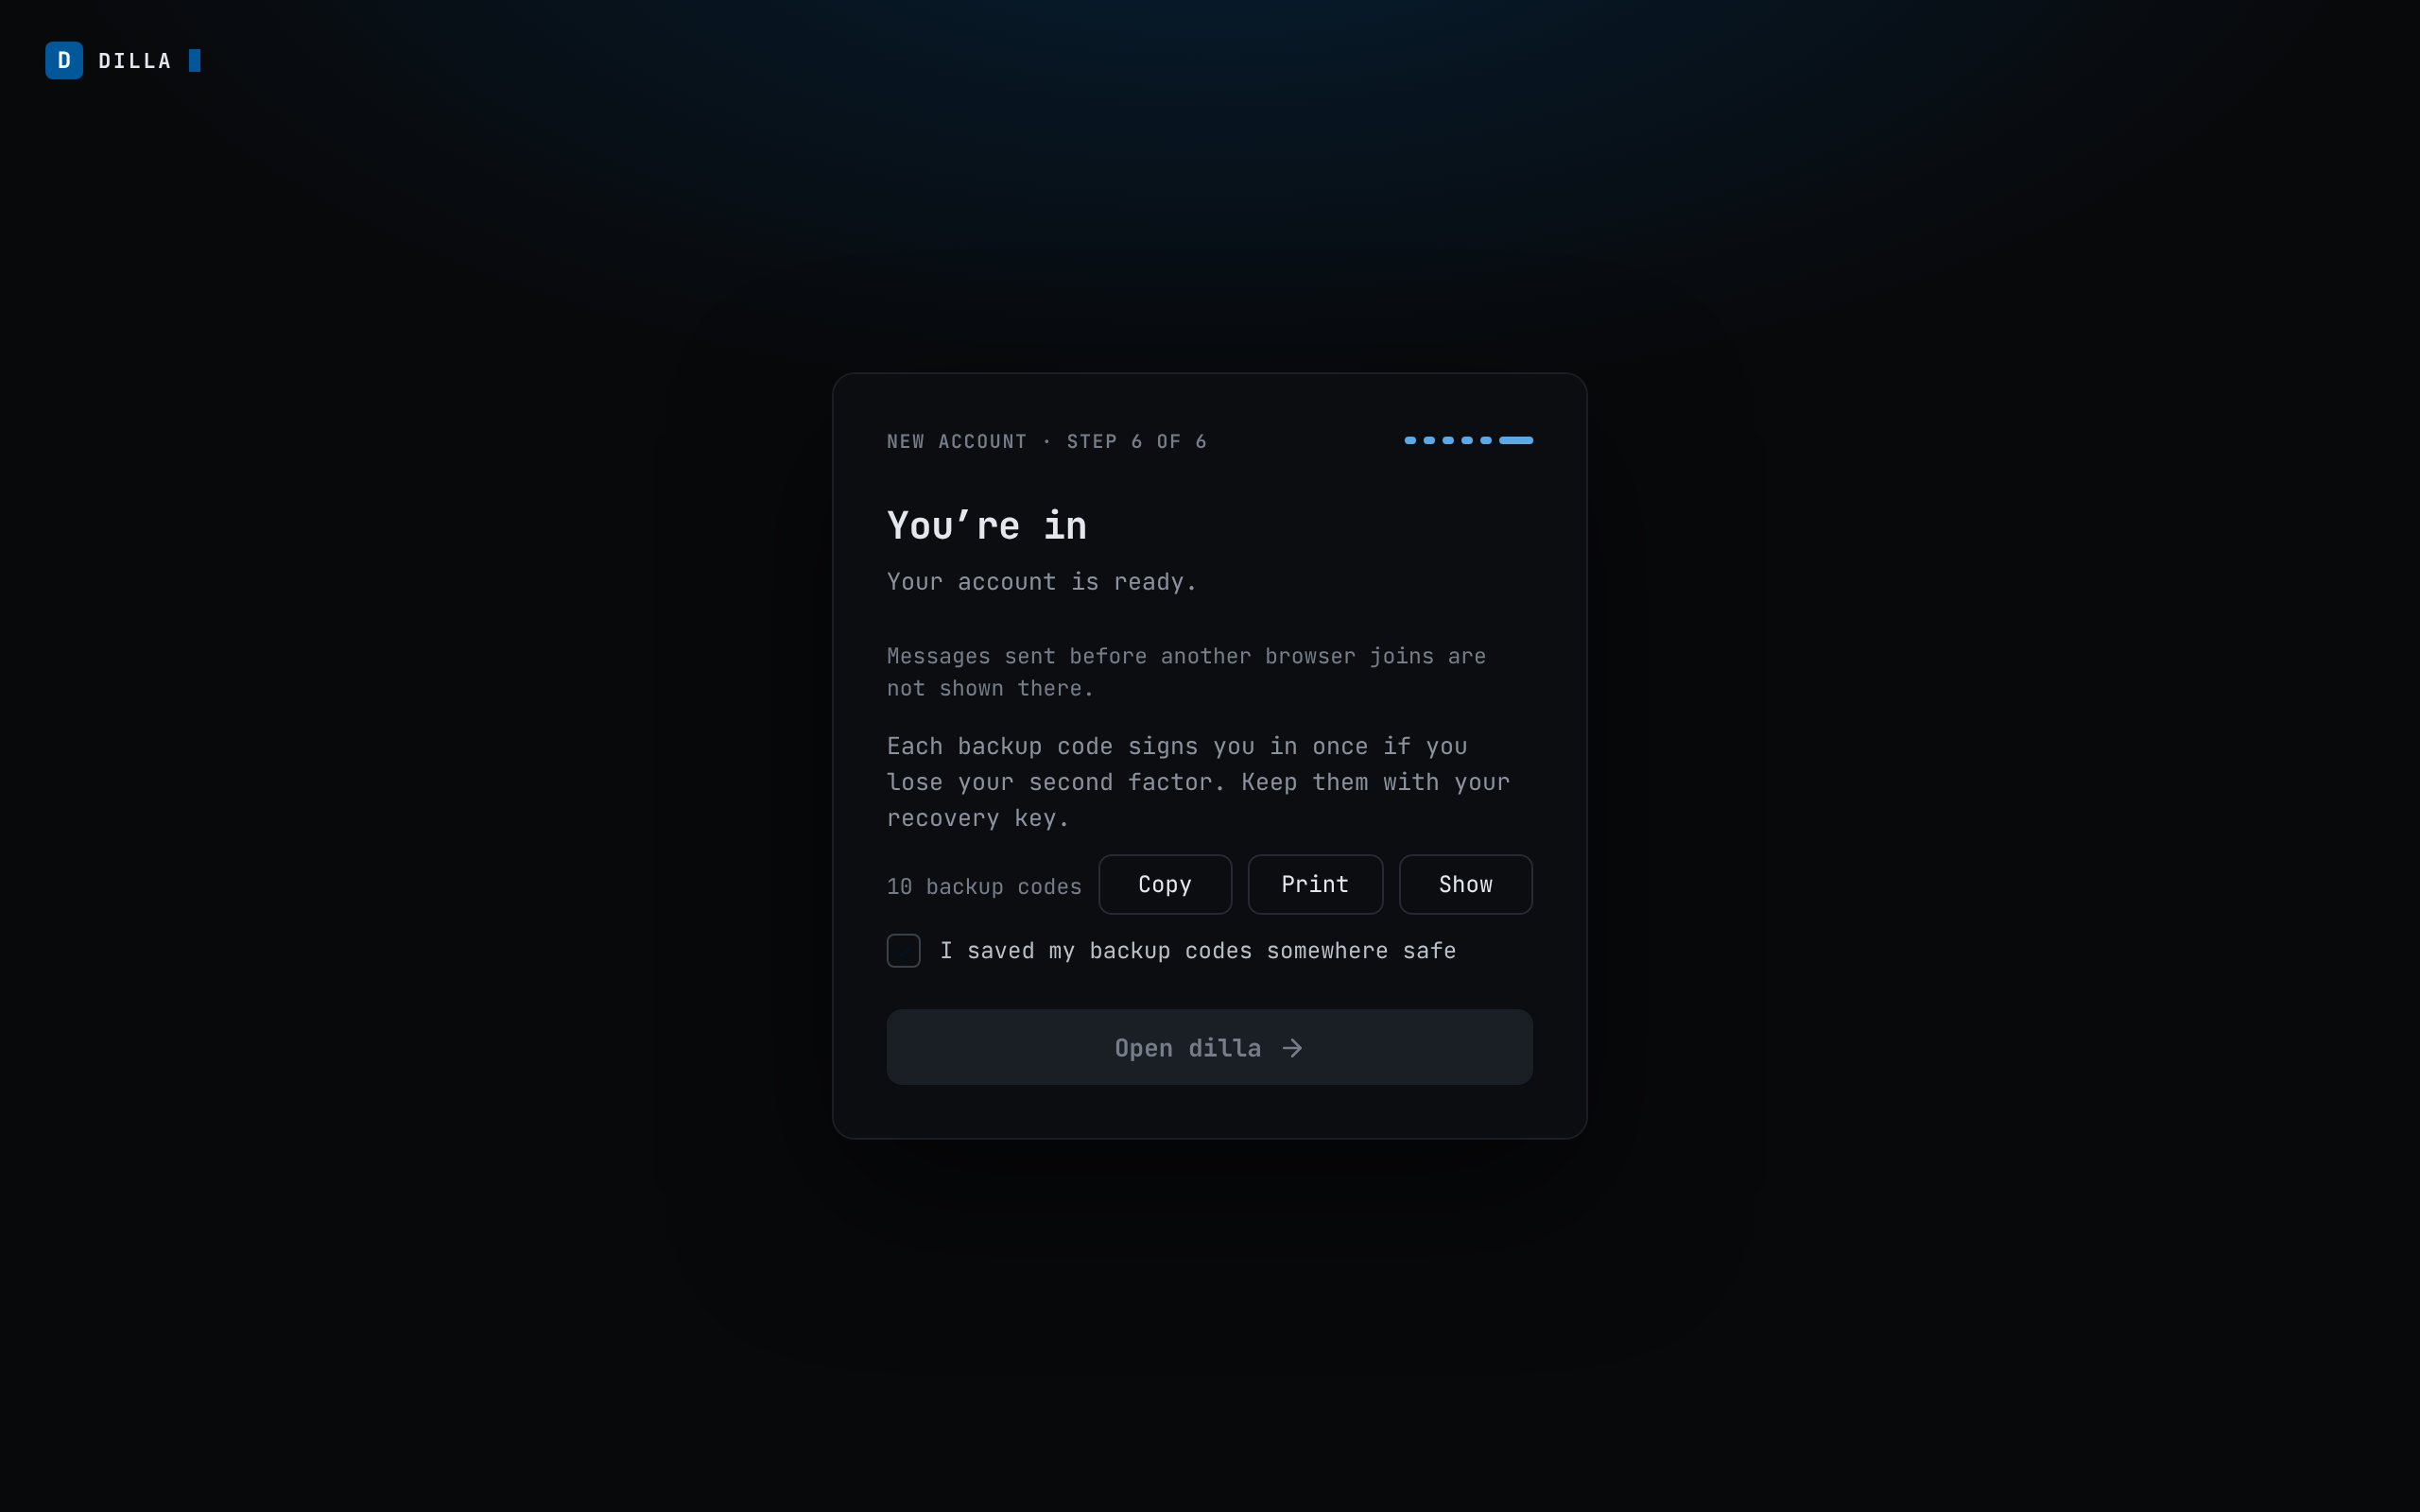 D DILLA
NEW ACCOUNT · STEP 6 OF 6
You’re in
Your account is ready.
Messages sent before another browser joins are
not shown there.
Each backup code signs you in once if you
lose your second factor. Keep them with your
recovery key.
10 backup codes Copy Print Show
I saved my backup codes somewhere safe
Open dilla →